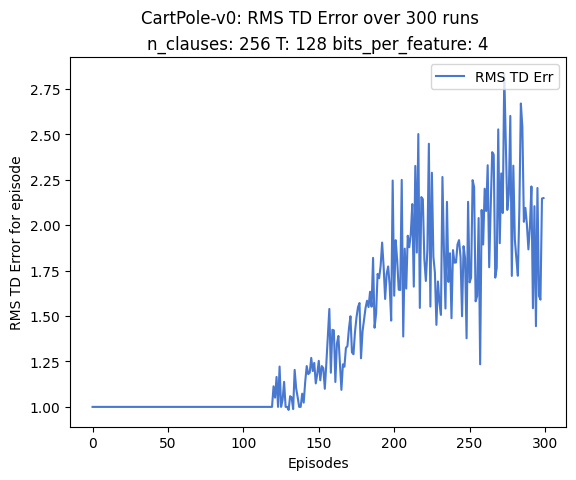 CartPole-v0: RMS TD Error over 300 runs
n_clauses: 256 T: 128 bits_per_feature: 4
RMS TD Err
2.75
2.50
2.25
2.00
1.75
1.50
1.25
1.00
RMS TD Error for episode
0 50 100 150 200 250 300
Episodes